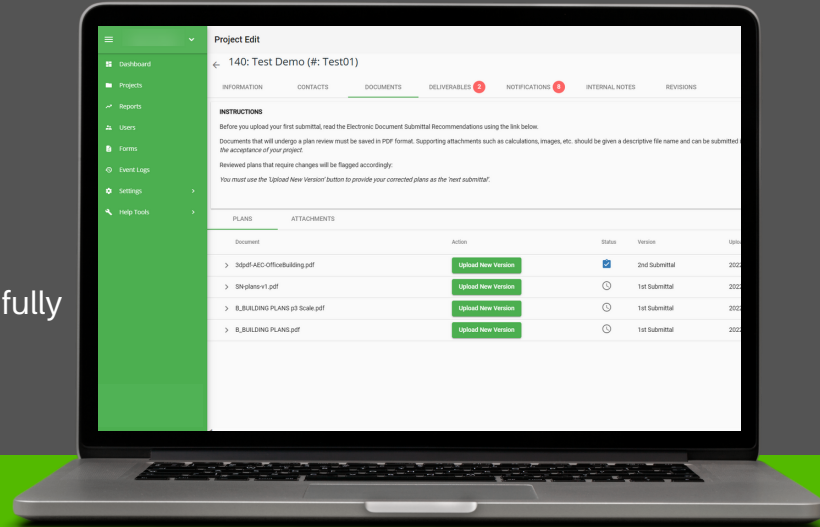 fully
Dashboard
Projects
Reports
Users
Forms
Event Logs
Settings
Help Tools
Project Edit
140: Test Demo (#: Test01)
INFORMATION CONTACTS DOCUMENTS DELIVERABLES 2 NOTIFICATIONS 8 INTERNAL NOTES REVISIONS
INSTRUCTIONS
Before you upload your first submittal, read the Electronic Document Submittal Recommendations using the link below.
Documents that will undergo a plan review must be saved in PDF format. Supporting attachments such as calculations, images, etc. should be given a descriptive file name and can be submitted
the acceptance of your project.
Reviewed plans that require changes will be flagged accordingly:
You must use the 'Upload New Version' button to provide your corrected plans as the 'next submittal'.
PLANS ATTACHMENTS
Document Action Status Version
3dpdf-AEC-OfficeBuilding.pdf Upload New Version 2nd Submittal
SN-plans-v1.pdf Upload New Version 1st Submittal
B_BUILDING PLANS p3 Scale.pdf Upload New Version 1st Submittal
B_BUILDING PLANS.pdf Upload New Version 1st Submittal